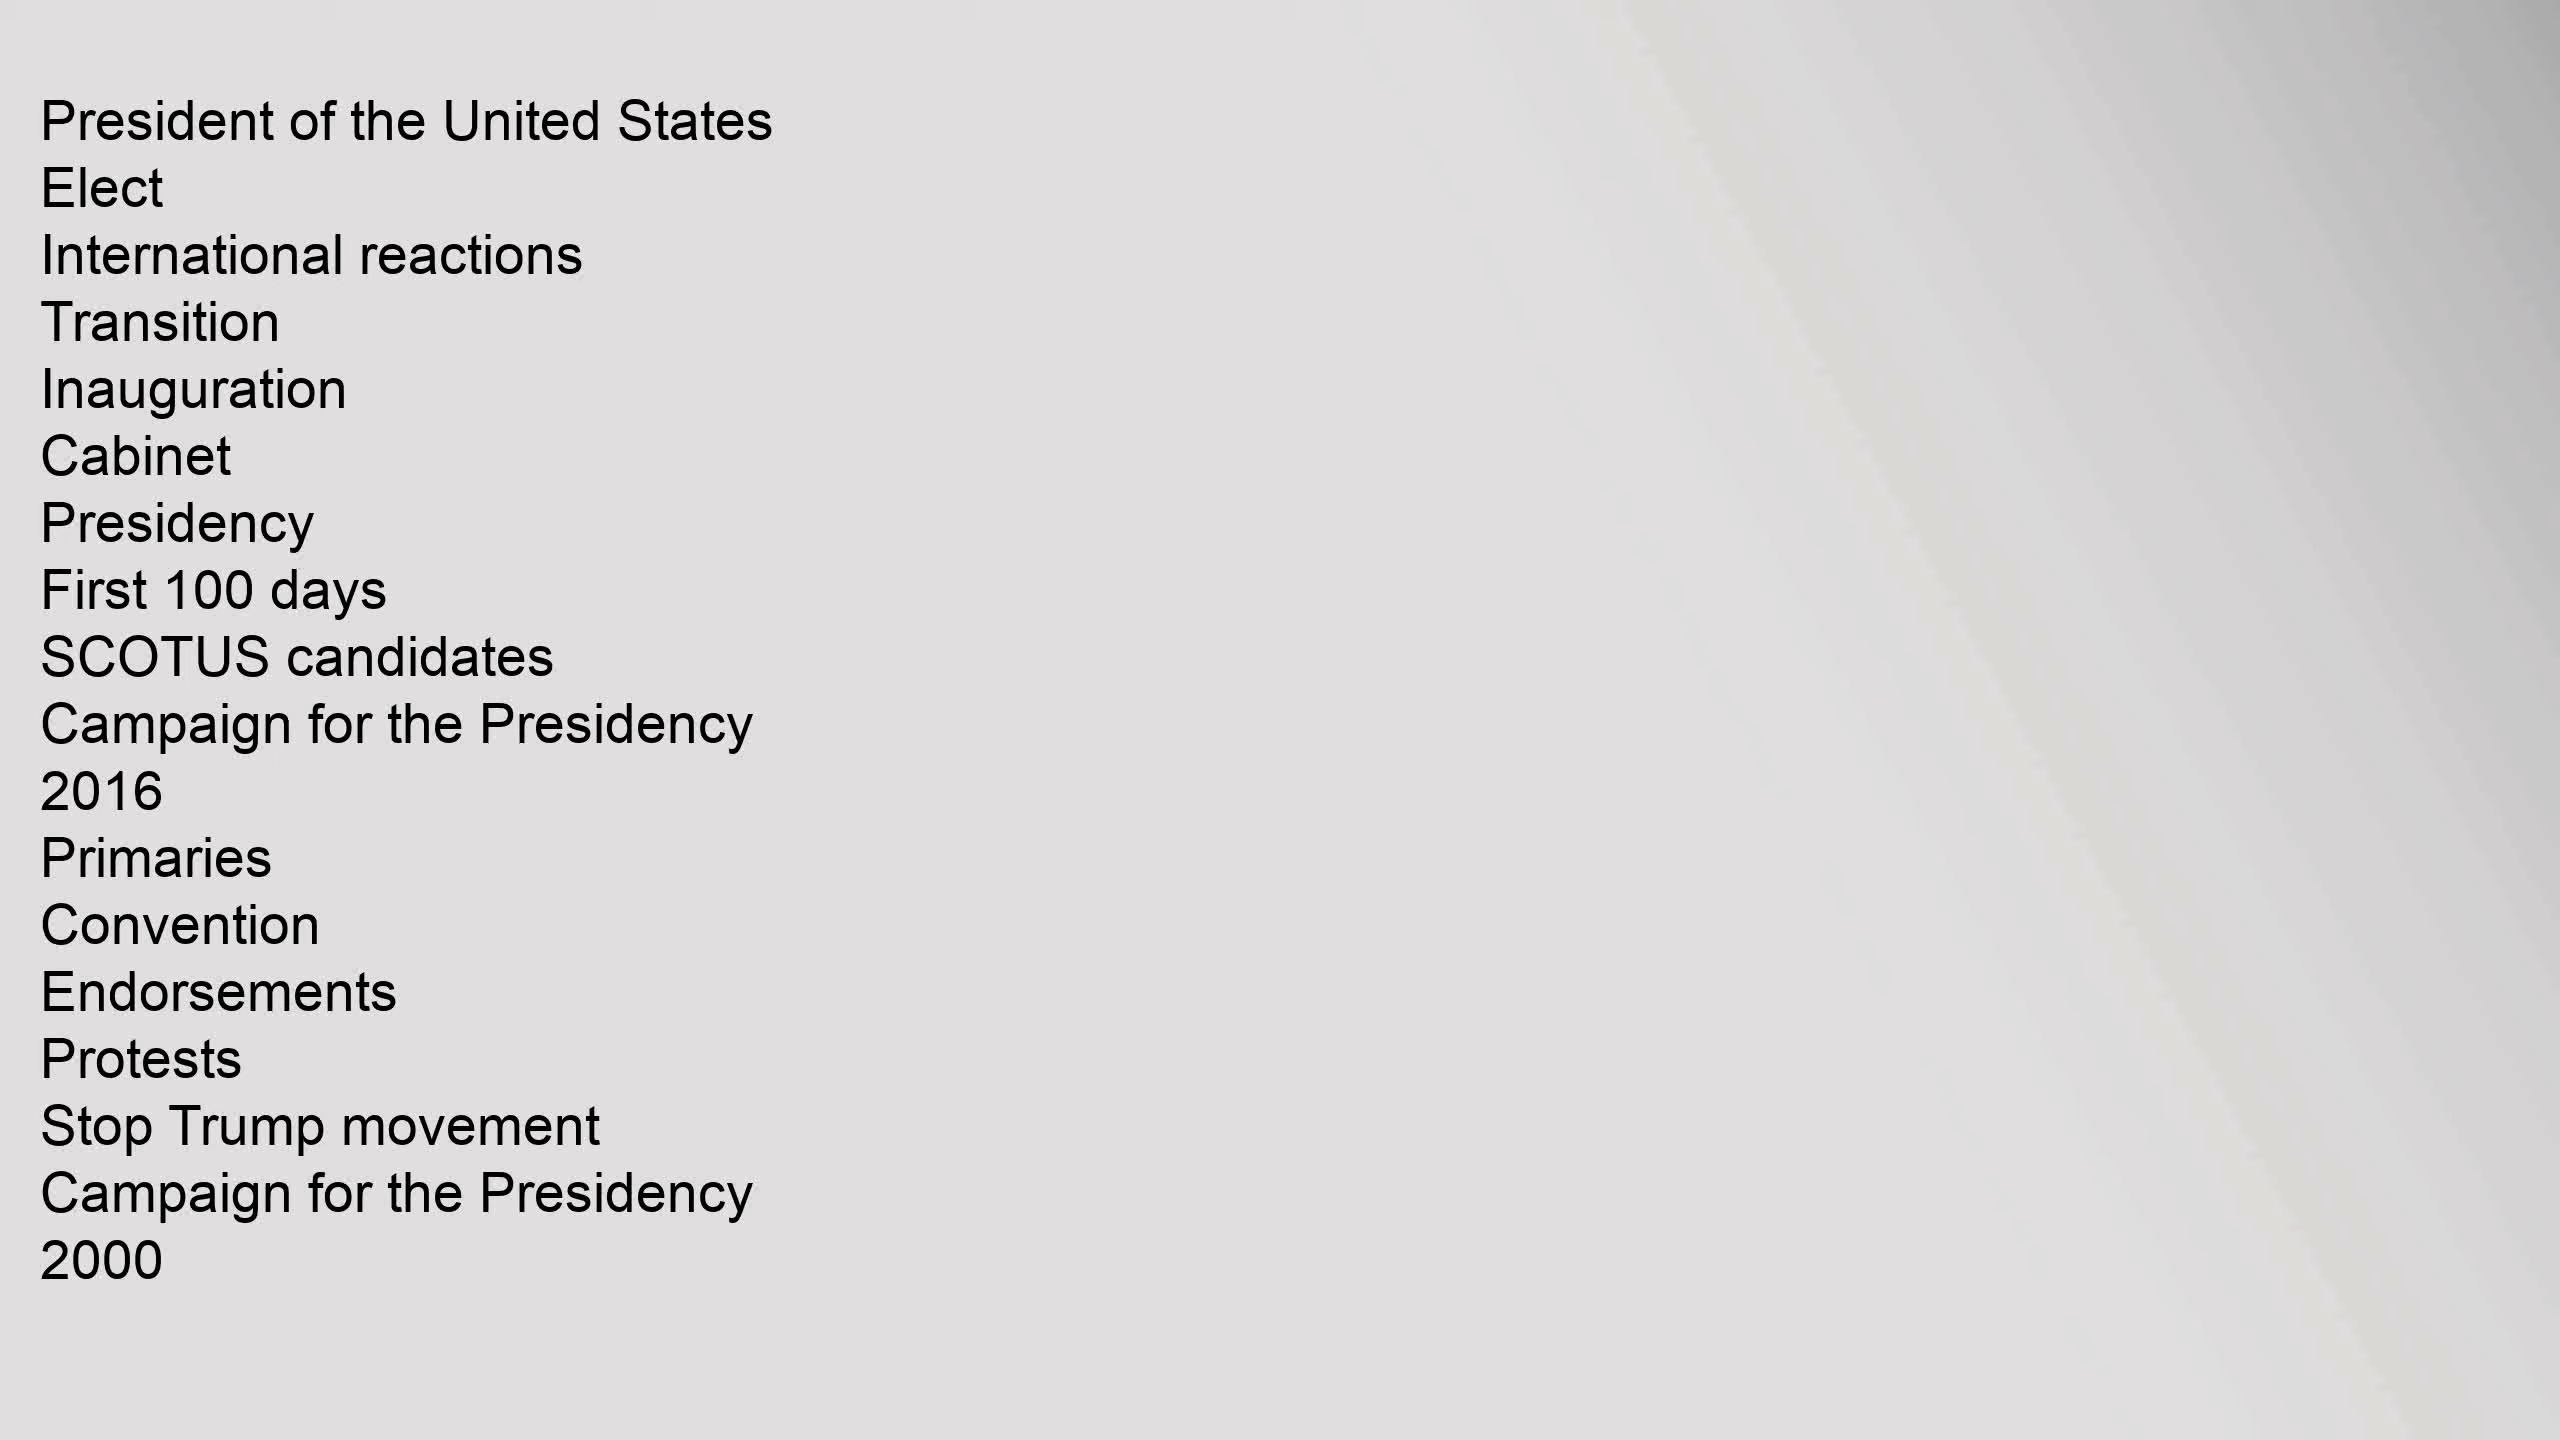 President of the United States
Elect
International reactions
Transition
Inauguration
Cabinet
Presidency
First 100 days
SCOTUS candidates
Campaign for the Presidency
2016
Primaries
Convention
Endorsements
Protests
Stop Trump movement
Campaign for the Presidency
2000